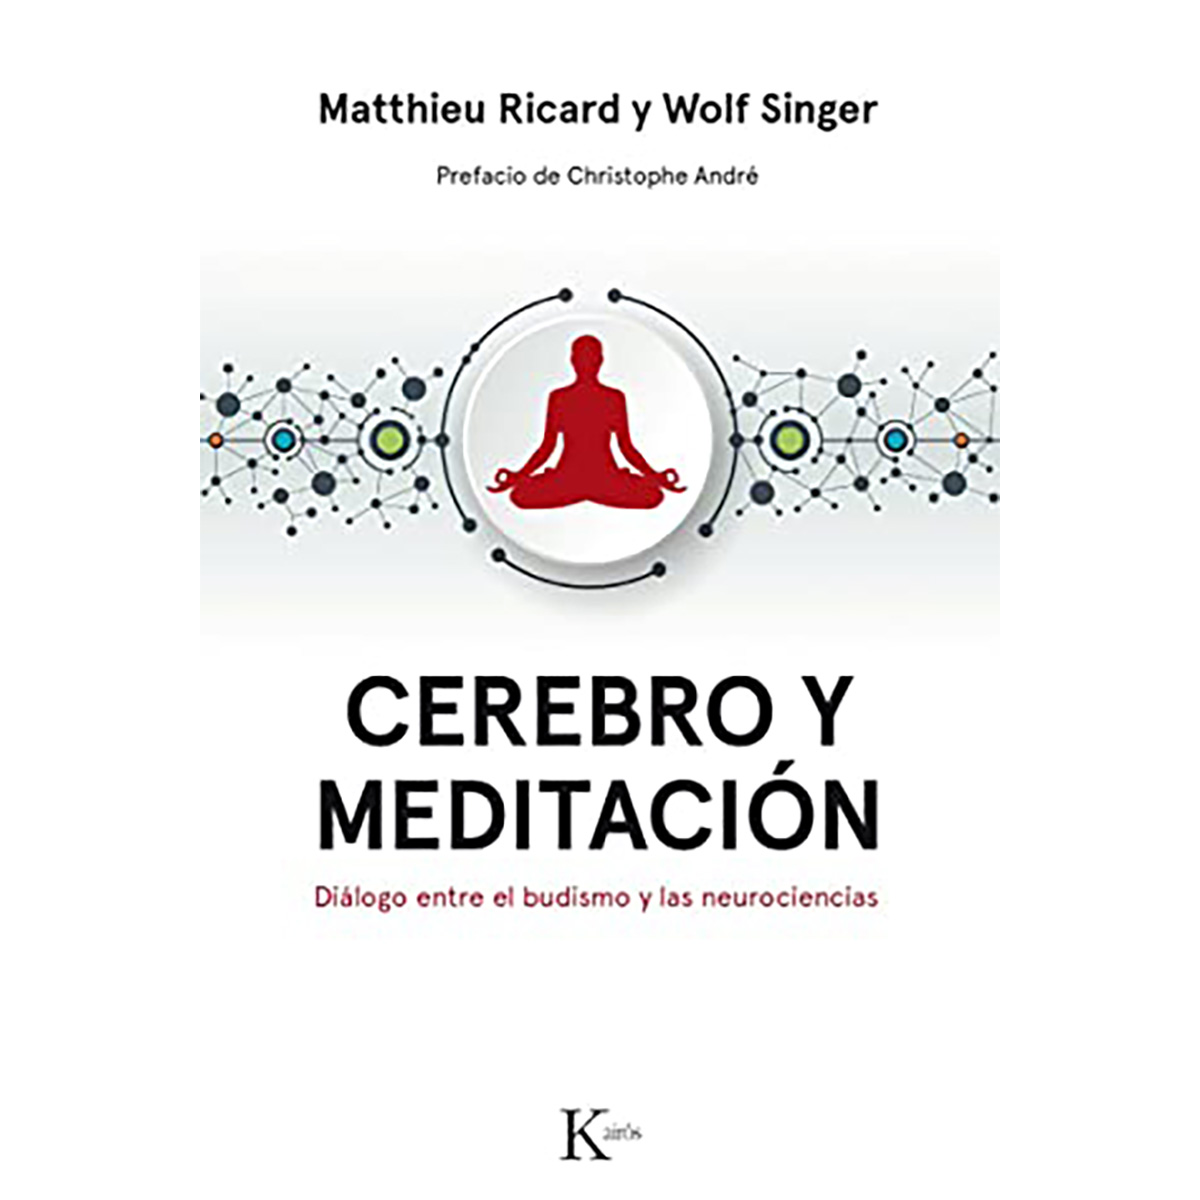 Matthieu Ricard y Wolf Singer
Prefacio de Christophe André
CEREBRO Y
MEDITACIÓN
Diálogo entre el budismo y las neurociencias
Kairós